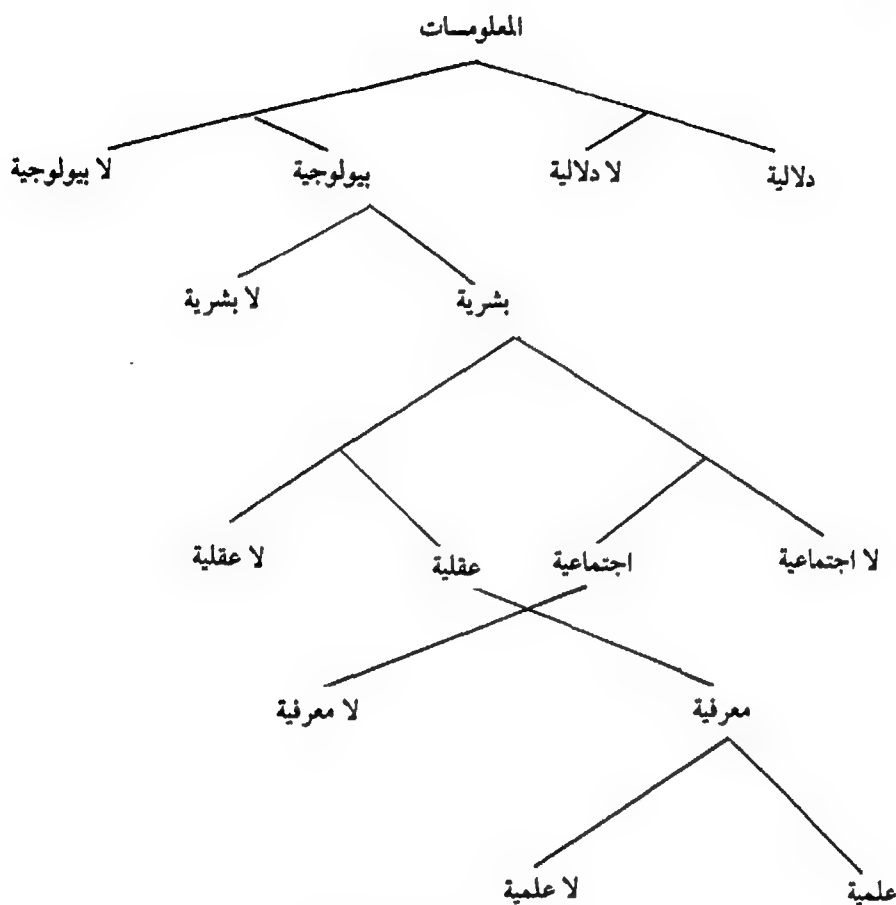 المعلومات
دلالية
لا دلالية
بيولوجية
لا بيولوجية
بشرية
لا بشرية
لا اجتماعية
اجتماعية
عقلية
لا عقلية
معرفية
لا معرفية
علمية
لا علمية